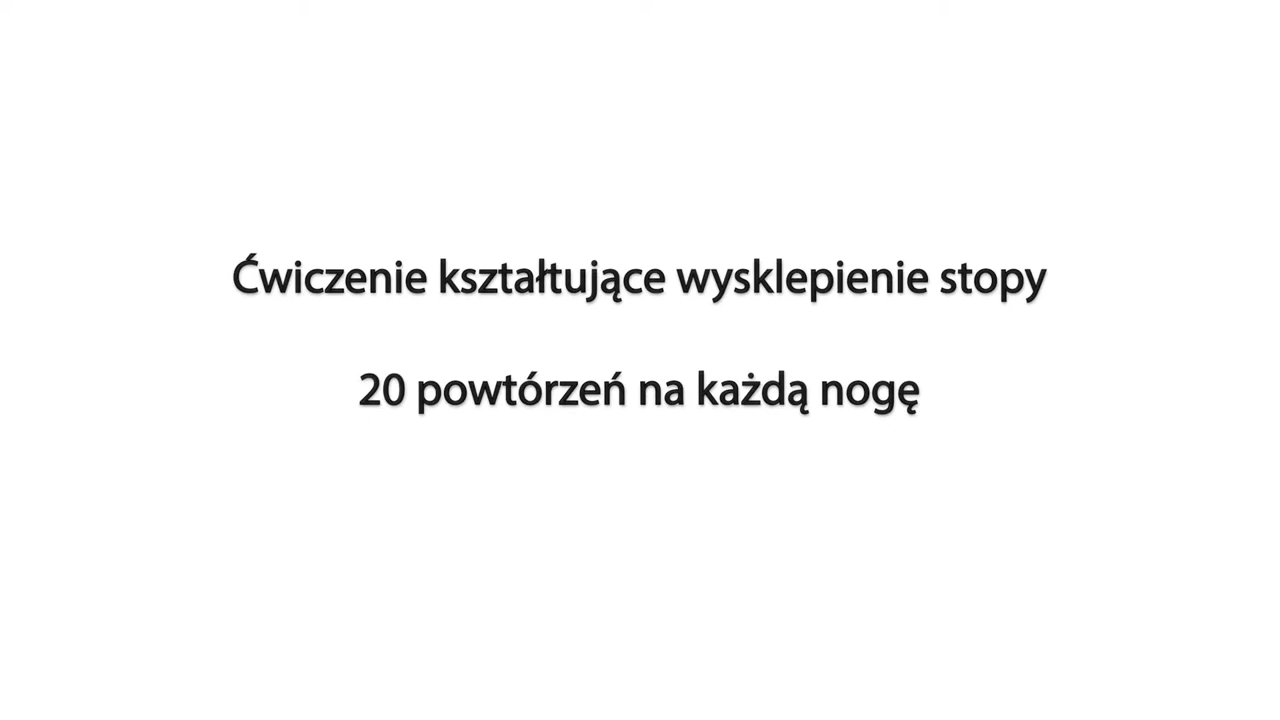 Ćwiczenie kształtujące wysklepienie stopy
20 powtórzeń na każdą nogę